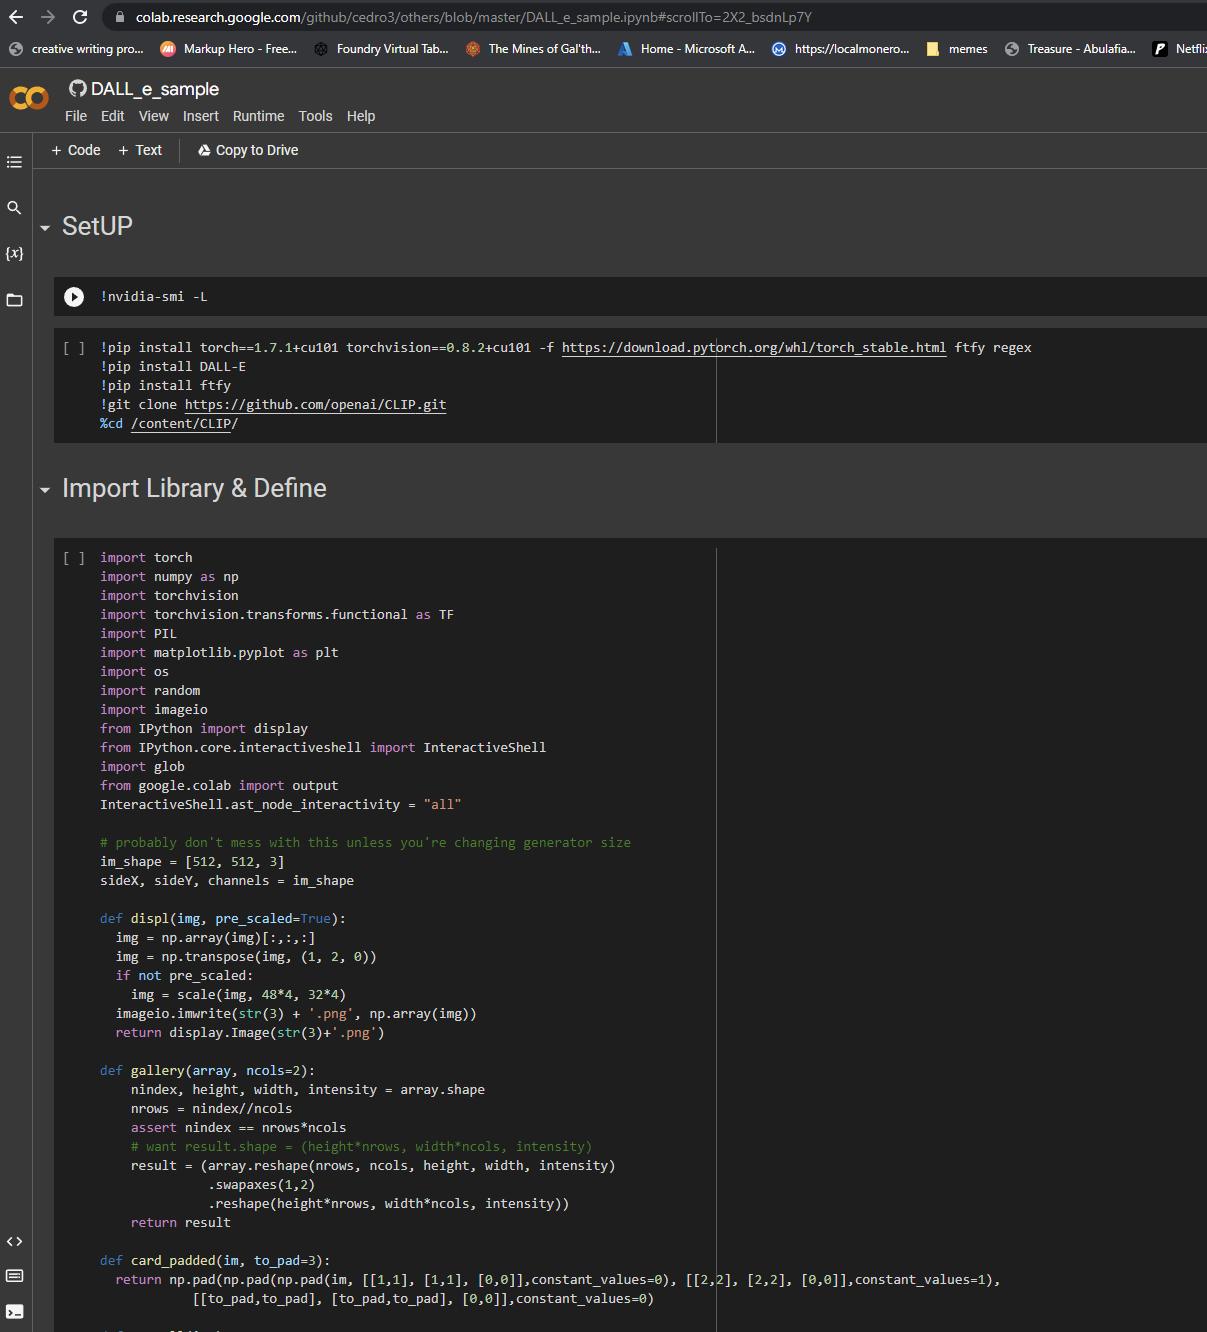 colab.research.google.com/github/cedro3/others/blob/master/DALL_e_sample.ipynb#scrollTo=2X2_bsdnLp7Y
creative writing pro... Markup Hero - Free... Foundry Virtual Tab... The Mines of Gal'th... Home - Microsoft A... https://localmonero... memes Treasure - Abulafia... Netfli
DALL_e_sample
File Edit View Insert Runtime Tools Help
+ Code + Text Copy to Drive
SetUP
{x}
!nvidia-smi -L
[ ] !pip install torch==1.7.1+cu101 torchvision==0.8.2+cu101 -f https://download.pytorch.org/whl/torch_stable.html ftfy regex
!pip install DALL-E
!pip install ftfy
!git clone https://github.com/openai/CLIP.git
%cd /content/CLIP/
Import Library & Define
[ ] import torch
import numpy as np
import torchvision
import torchvision.transforms.functional as TF
import PIL
import matplotlib.pyplot as plt
import os
import random
import imageio
from IPython import display
from IPython.core.interactiveshell import InteractiveShell
import glob
from google.colab import output
InteractiveShell.ast_node_interactivity = "all"
# probably don't mess with this unless you're changing generator size
im_shape = [512, 512, 3]
sideX, sideY, channels = im_shape
def displ(img, pre_scaled=True):
img = np.array(img)[:,:,:]
img = np.transpose(img, (1, 2, 0))
if not pre_scaled:
img = scale(img, 48*4, 32*4)
imageio.imwrite(str(3) + '.png', np.array(img))
return display.Image(str(3)+'.png')
def gallery(array, ncols=2):
nindex, height, width, intensity = array.shape
nrows = nindex//ncols
assert nindex == nrows*ncols
# want result.shape = (height*nrows, width*ncols, intensity)
result = (array.reshape(nrows, ncols, height, width, intensity)
.swapaxes(1,2)
.reshape(height*nrows, width*ncols, intensity))
return result
def card_padded(im, to_pad=3):
return np.pad(np.pad(np.pad(im, [[1,1], [1,1], [0,0]],constant_values=0), [[2,2], [2,2], [0,0]],constant_values=1),
[[to_pad,to_pad], [to_pad,to_pad], [0,0]],constant_values=0)